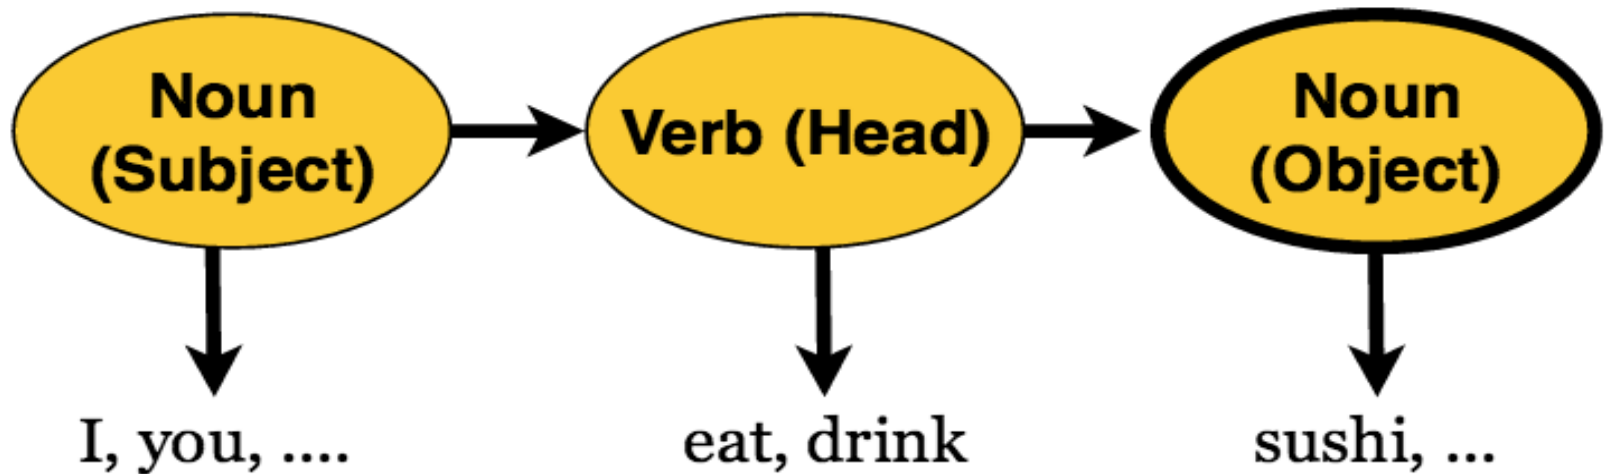 Noun
(Subject)
Verb (Head)
Noun
(Object)
I, you, ....
eat, drink
sushi, ...